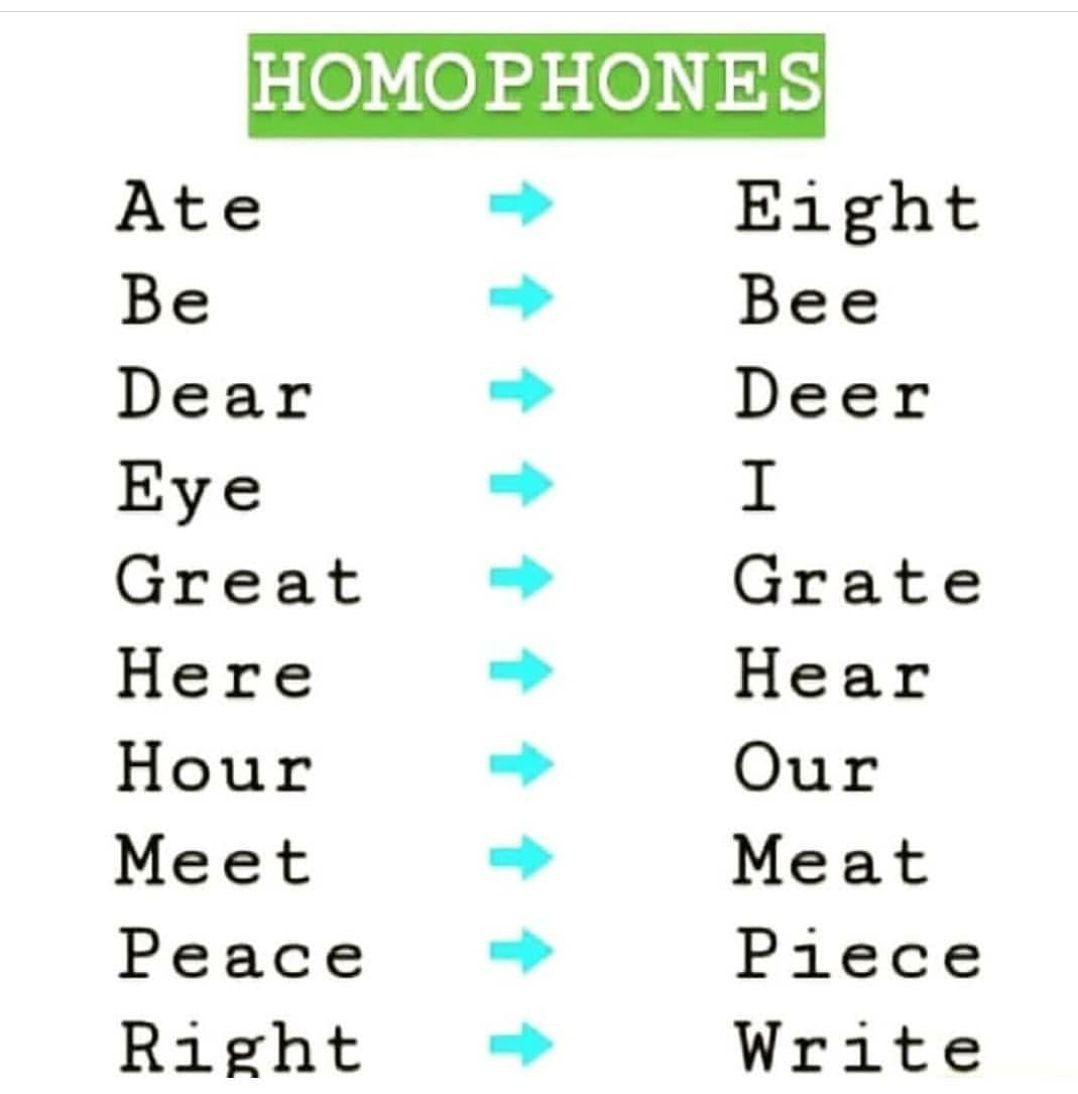 HOMOPHONES
Ate ➡ Eight
Be ➡ Bee
Dear ➡ Deer
Eye ➡ I
Great ➡ Grate
Here ➡ Hear
Hour ➡ Our
Meet ➡ Meat
Peace ➡ Piece
Right ➡ Write